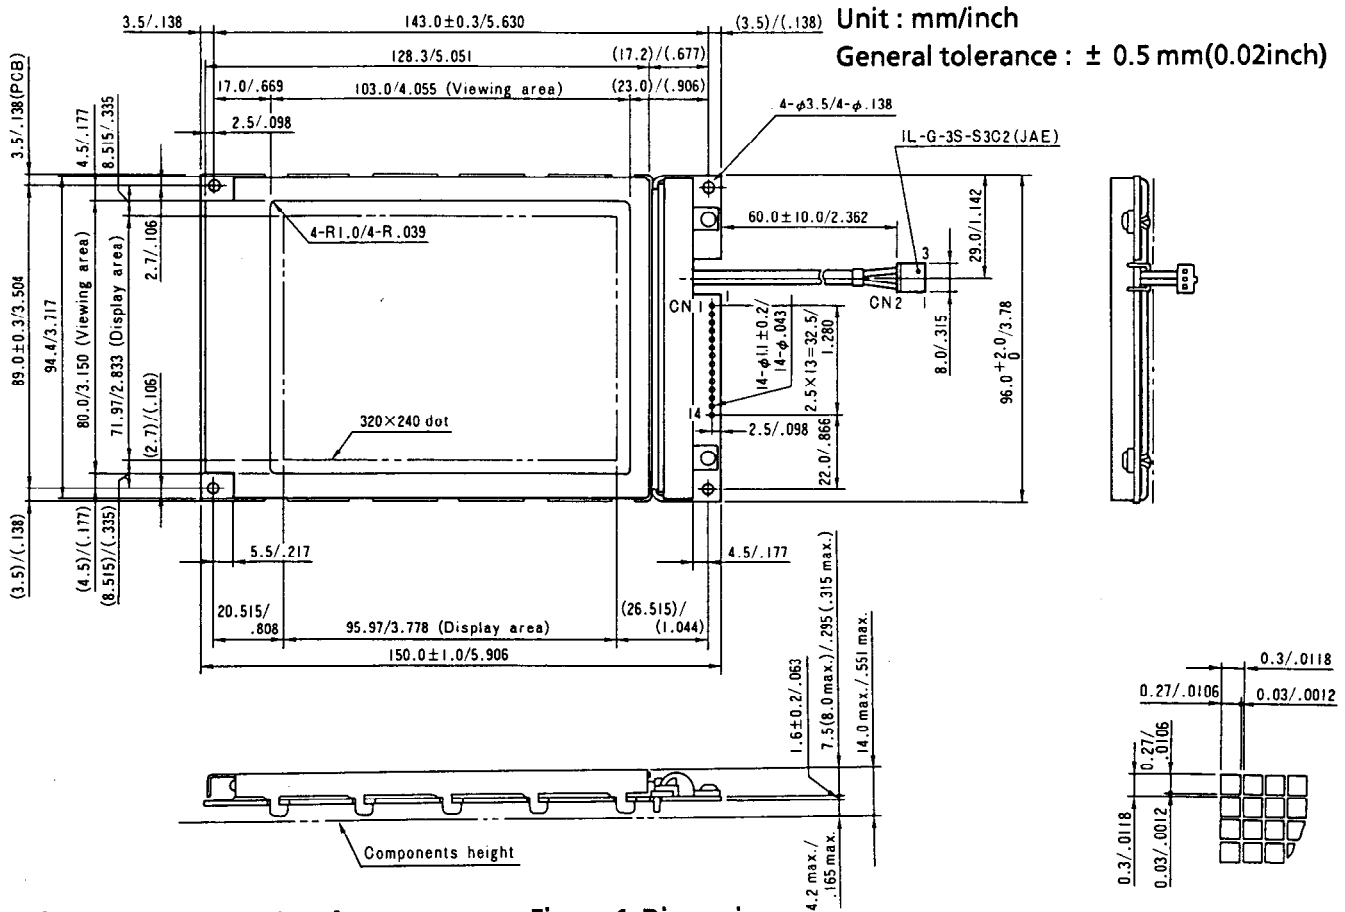 Unit : mm/inch
General tolerance : ± 0.5 mm(0.02inch)
3.5/.138
143.0±0.3/5.630
(3.5)/(.138)
128.3/5.051
(17.2)/(.677)
17.0/.669
103.0/4.055 (Viewing area)
(23.0)/(.906)
2.5/.098
4-φ3.5/4-φ.138
IL-G-3S-S3C2(JAE)
3.5/.138(PCB)
4.5/.177
8.515/.335
89.0±0.3/3.504
94.4/3.717
80.0/3.150 (Viewing area)
71.97/2.833 (Display area)
2.7/.106
(2.7)/(.106)
(3.5)/(.138)
(4.5)/(.177)
(8.515)/(.335)
4-R1.0/4-R.039
320×240 dot
60.0±10.0/2.362
3
CN2
1
29.0/1.142
8.0/.315
96.0 +2.0/3.78
0
CN1
1
14-φ1.1±0.2/
14-φ.043
2.5×13=32.5/
1.280
14
2.5/.098
22.0/.866
5.5/.217
4.5/.177
20.515/
.808
95.97/3.778 (Display area)
(26.515)/
(1.044)
150.0±1.0/5.906
1.6±0.2/.063
7.5(8.0max.)/.295(.315 max.)
14.0 max./.551 max.
4.2 max./
.165 max.
Components height
0.3/.0118
0.27/.0106
0.03/.0012
0.27/
.0106
0.3/.0118
0.03/.0012